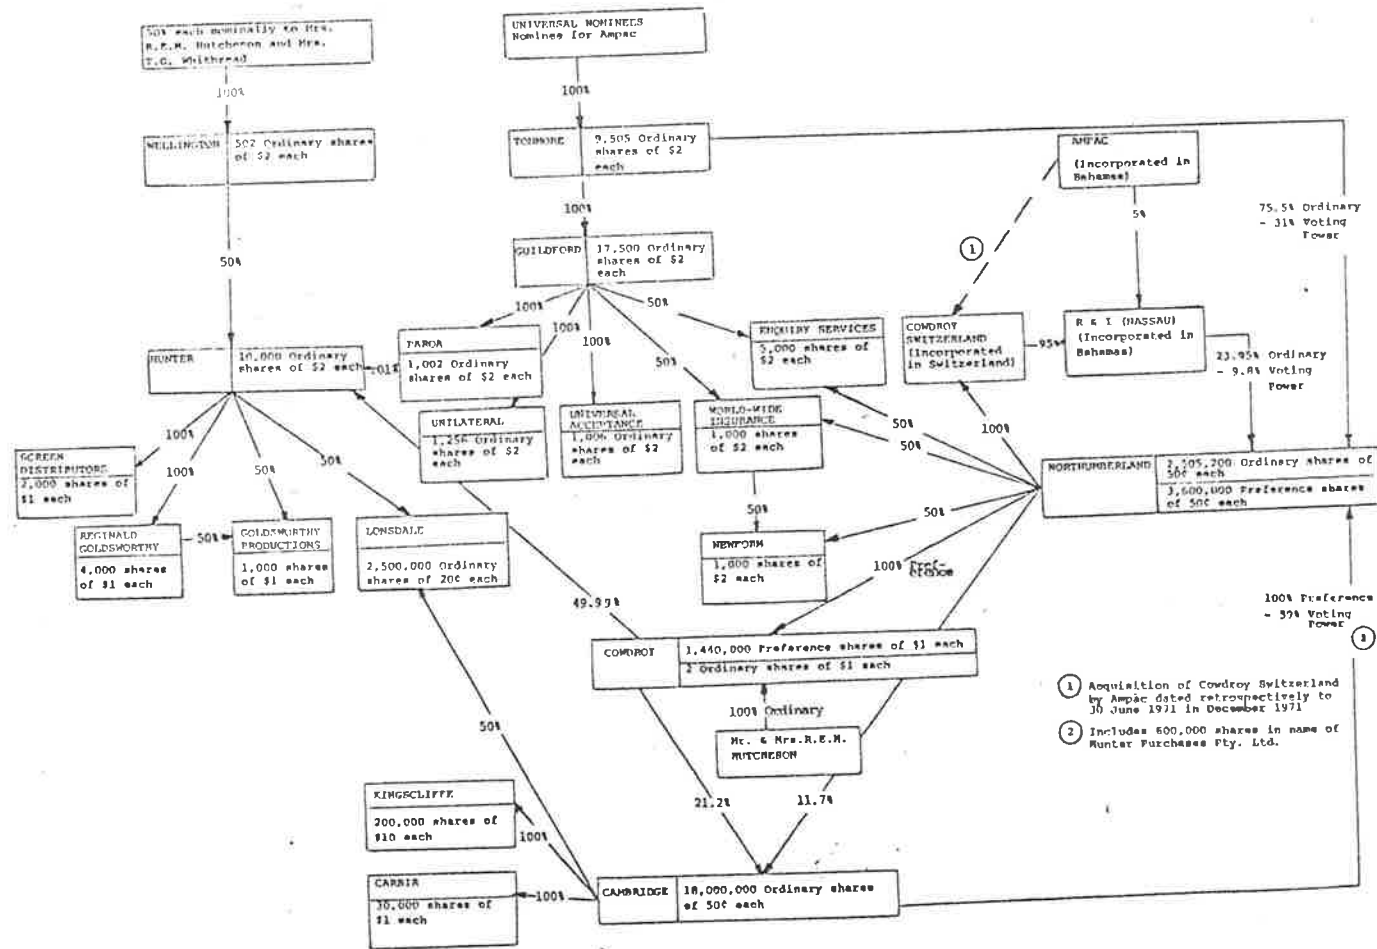 50% each nominally to Mrs.
R.E.M. Hutcheson and Mrs.
T.G. Whithread
UNIVERSAL NOMINEES
Nominee for Ampac
100%
100%
WELLINGTON
502 Ordinary shares
of $2 each
TONMORE
9,505 Ordinary
shares of $2
each
AMPAC
(Incorporated in
Bahamas)
100%
5%
75.5% Ordinary
- 31% Voting
Power
50%
GUILDFORD
17,500 Ordinary
shares of $2
each
1
100%
100%
100%
50%
50%
HUNTER
10,000 Ordinary
shares of $2 each
.01%
PAROA
1,002 Ordinary
shares of $2 each
ENQUIRY SERVICES
5,000 shares of
$2 each
COWDROY
SWITZERLAND
(Incorporated
in Switzerland)
95%
R & I (NASSAU)
(Incorporated in
Bahamas)
23.95% Ordinary
- 9.8% Voting
Power
UNILATERAL
1,256 Ordinary
shares of $2
each
UNIVERSAL
ACCEPTANCE
1,006 Ordinary
shares of $2
each
WORLD-WIDE
INSURANCE
1,000 shares
of $2 each
50%
50%
100%
100%
100%
50%
50%
SCREEN
DISTRIBUTORS
2,000 shares of
$1 each
NORTHUMBERLAND
2,505,200 Ordinary shares of
50¢ each
3,600,000 Preference shares
of 50¢ each
REGINALD
GOLDSWORTHY
4,000 shares
of $1 each
50%
GOLDSWORTHY
PRODUCTIONS
1,000 shares
of $1 each
LONSDALE
2,500,000 Ordinary
shares of 20¢ each
50%
NEWFORM
1,000 shares of
$2 each
50%
100% Pref-
erence
49.99%
100% Preference
- 59% Voting
Power
COWDROY
1,440,000 Preference shares of $1 each
2 Ordinary shares of $1 each
100% Ordinary
Mr. & Mrs.R.E.M.
HUTCHESON
50%
1 Acquisition of Cowdroy Switzerland
by Ampac dated retrospectively to
30 June 1971 in December 1971
2 Includes 600,000 shares in name of
Hunter Purchases Pty. Ltd.
KINGSCLIFFE
200,000 shares of
$10 each
100%
21.2%
11.7%
CARBIA
30,000 shares of
$1 each
100%
CAMBRIDGE
18,000,000 Ordinary shares
of 50¢ each